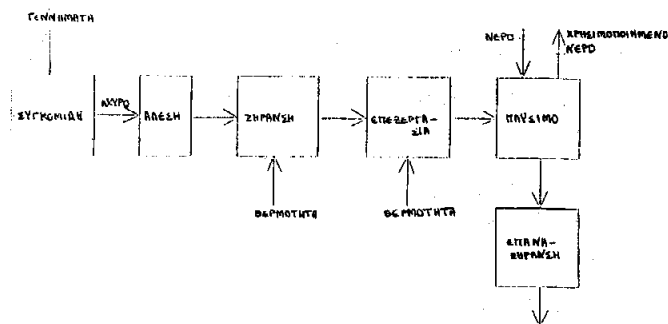 ΓΕΝΝΗΜΑΤΑ
ΝΕΡΟ
ΧΡΗΣΙΜΟΠΟΙΗΜΕΝΟ
ΝΕΡΟ
ΣΥΓΚΟΜΙΔΗ
ΑΧΥΡΟ
ΑΛΕΣΗ
ΞΗΡΑΝΣΗ
ΕΠΕΞΕΡΓΑ-
ΣΙΑ
ΠΛΥΣΙΜΟ
ΘΕΡΜΟΤΗΤΑ
ΘΕΡΜΟΤΗΤΑ
ΕΠΑΝΑ-
ΞΗΡΑΝΣΗ